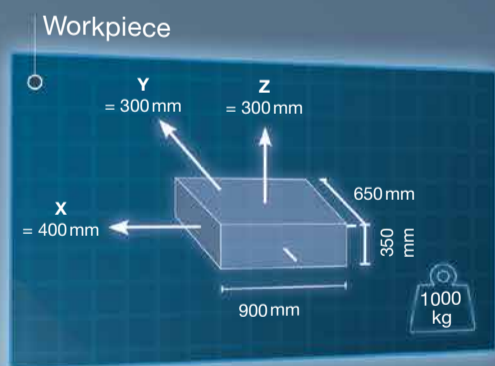 Workpiece
Y
= 300 mm
Z
= 300 mm
X
= 400 mm
650 mm
350
mm
900 mm
1000
kg